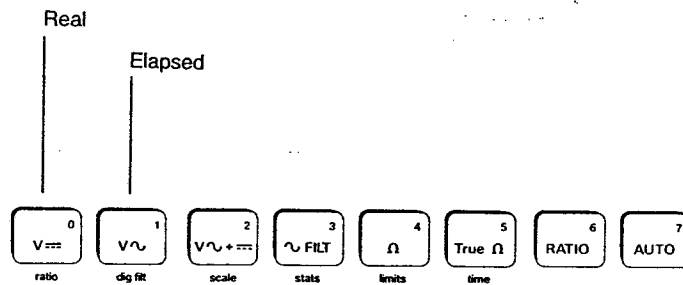 Real
Elapsed
0 1 2 3 4 5 6 7
V⎓ V∿ V∿+⎓ ∿ FILT Ω True Ω RATIO AUTO
ratio dig filt scale stats limits time